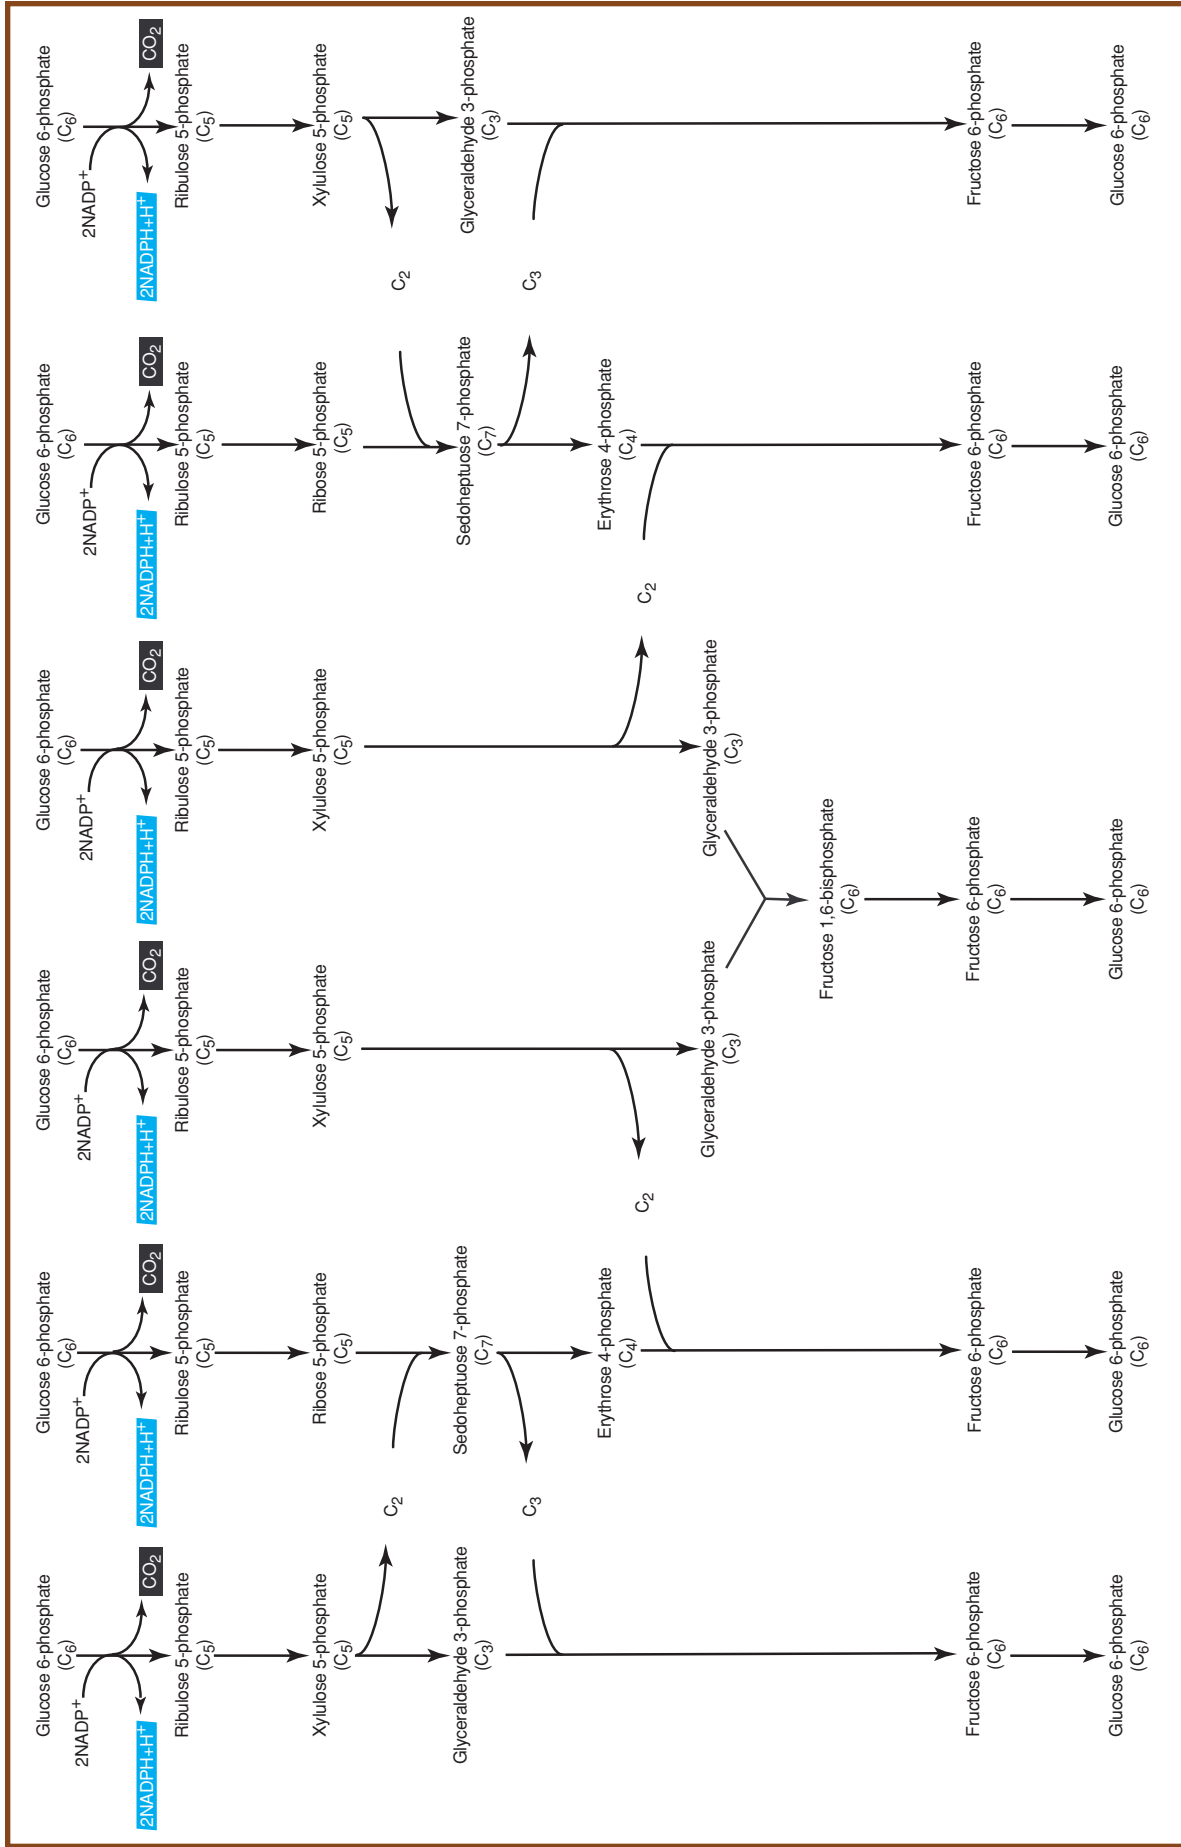 Glucose 6-phosphate Glucose 6-phosphate Glucose 6-phosphate Glucose 6-phosphate Glucose 6-phosphate Glucose 6-phosphate
(C₆) (C₆) (C₆) (C₆) (C₆) (C₆)
2NADP⁺ 2NADP⁺ 2NADP⁺ 2NADP⁺ 2NADP⁺ 2NADP⁺
2NADPH+H⁺ CO₂ 2NADPH+H⁺ CO₂ 2NADPH+H⁺ CO₂ 2NADPH+H⁺ CO₂ 2NADPH+H⁺ CO₂ 2NADPH+H⁺ CO₂
Ribulose 5-phosphate Ribulose 5-phosphate Ribulose 5-phosphate Ribulose 5-phosphate Ribulose 5-phosphate Ribulose 5-phosphate
(C₅) (C₅) (C₅) (C₅) (C₅) (C₅)
Xylulose 5-phosphate Ribose 5-phosphate Xylulose 5-phosphate Xylulose 5-phosphate Ribose 5-phosphate Xylulose 5-phosphate
(C₅) (C₅) (C₅) (C₅) (C₅) (C₅)
C₂ C₂
Glyceraldehyde 3-phosphate Sedoheptuose 7-phosphate Sedoheptuose 7-phosphate Glyceraldehyde 3-phosphate
(C₃) (C₇) (C₇) (C₃)
C₃ C₃
Erythrose 4-phosphate Erythrose 4-phosphate
(C₄) (C₄)
C₂ C₂
Glyceraldehyde 3-phosphate Glyceraldehyde 3-phosphate
(C₃) (C₃)
Fructose 1,6-bisphosphate
(C₆)
Fructose 6-phosphate Fructose 6-phosphate Fructose 6-phosphate Fructose 6-phosphate Fructose 6-phosphate
(C₆) (C₆) (C₆) (C₆) (C₆)
Glucose 6-phosphate Glucose 6-phosphate Glucose 6-phosphate Glucose 6-phosphate Glucose 6-phosphate
(C₆) (C₆) (C₆) (C₆) (C₆)